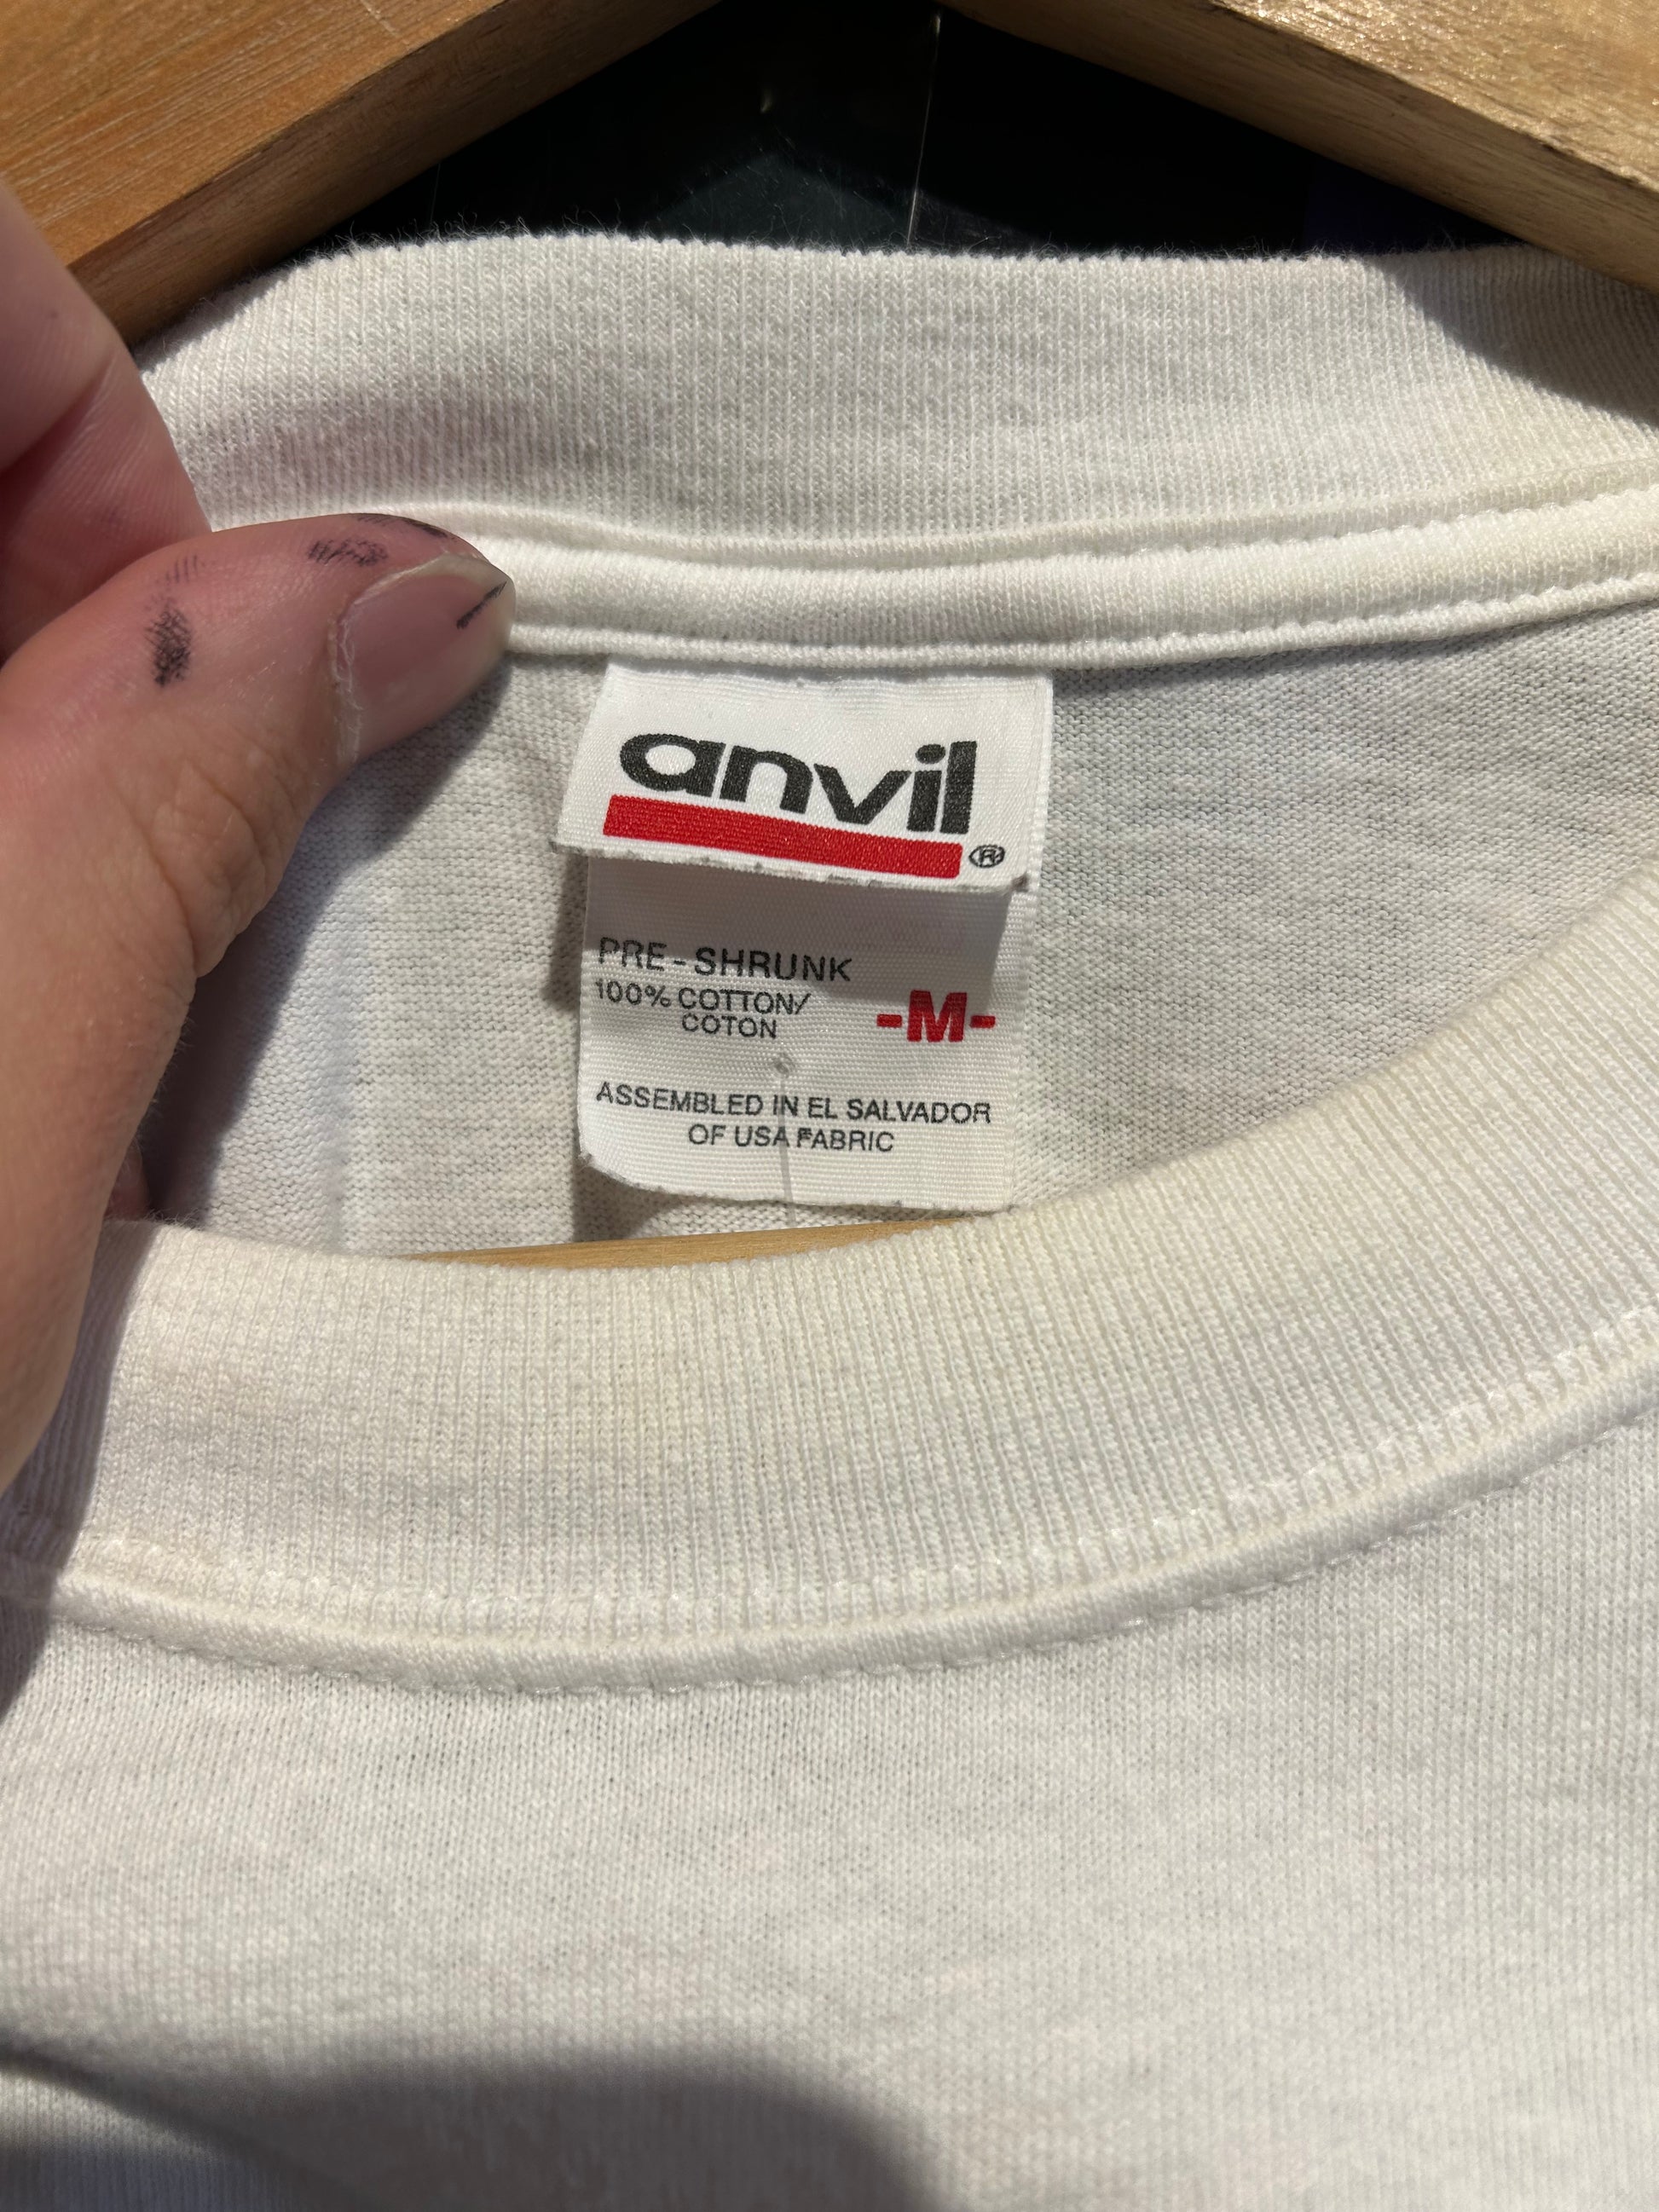 anvil®
PRE-SHRUNK
100% COTTON/
COTON
-M-
ASSEMBLED IN EL SALVADOR
OF USA FABRIC